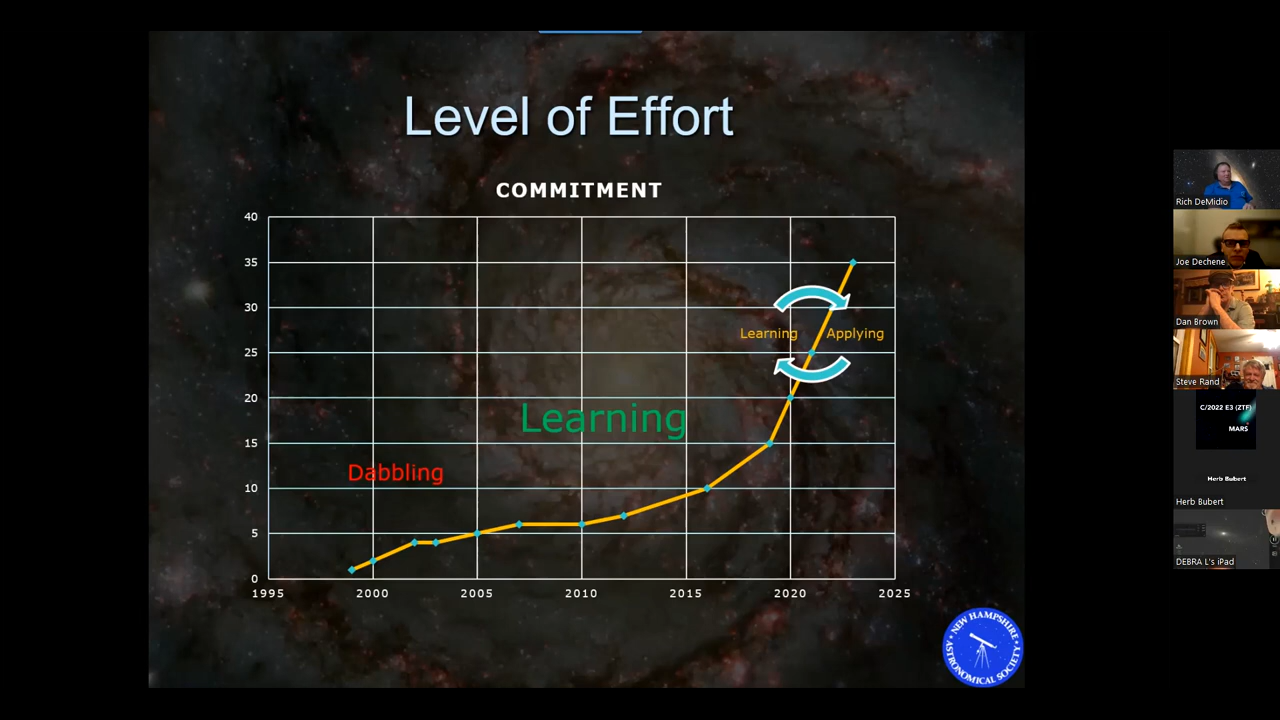 Level of Effort
COMMITMENT
40
35
30
25
20
15
10
5
0
1995 2000 2005 2010 2015 2020 2025
Dabbling
Learning
Learning Applying
NEW HAMPSHIRE
ASTRONOMICAL SOCIETY
Rich DeMidio
Joe Dechene
Dan Brown
Steve Rand
C/2022 E3 (ZTF)
MARS
Herb Bubert
Herb Bubert
DEBRA L's iPad